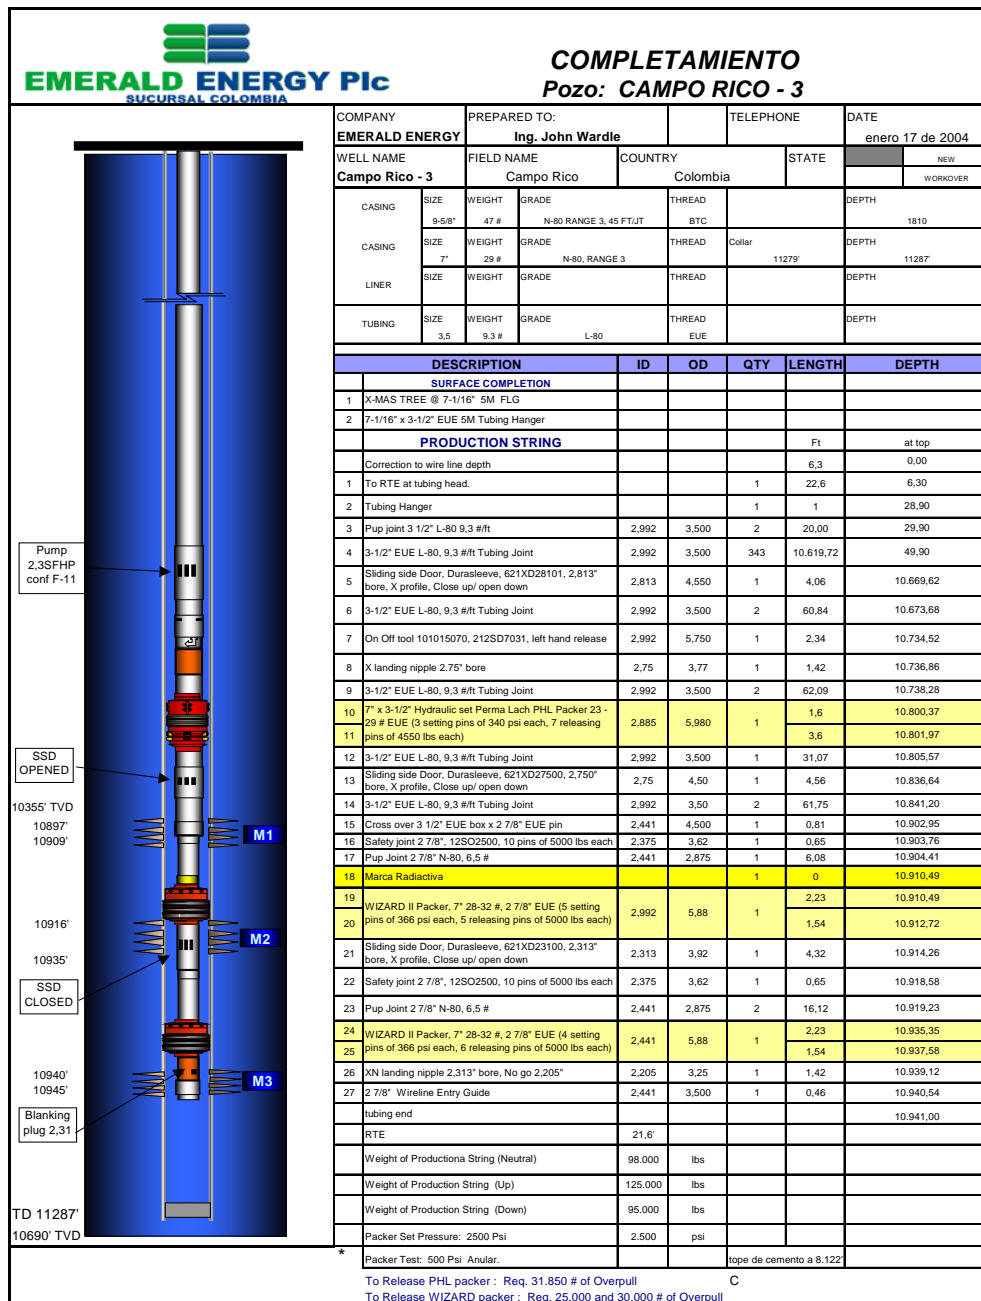 EMERALD ENERGY Plc
SUCURSAL COLOMBIA
COMPLETAMIENTO
Pozo: CAMPO RICO - 3
COMPANY PREPARED TO: TELEPHONE DATE
EMERALD ENERGY Ing. John Wardle enero 17 de 2004
WELL NAME FIELD NAME COUNTRY STATE NEW
Campo Rico - 3 Campo Rico Colombia WORKOVER
CASING SIZE WEIGHT GRADE THREAD DEPTH
9-5/8" 47 # N-80 RANGE 3, 45 FT/JT BTC 1810
CASING SIZE WEIGHT GRADE THREAD Collar DEPTH
7" 29 # N-80, RANGE 3 11279' 11287'
LINER SIZE WEIGHT GRADE THREAD DEPTH
TUBING SIZE WEIGHT GRADE THREAD DEPTH
3,5 9.3 # L-80 EUE
DESCRIPTION ID OD QTY LENGTH DEPTH
SURFACE COMPLETION
1 X-MAS TREE @ 7-1/16" 5M FLG
2 7-1/16" x 3-1/2" EUE 5M Tubing Hanger
PRODUCTION STRING Ft at top
Correction to wire line depth 6,3 0,00
1 To RTE at tubing head. 1 22,6 6,30
2 Tubing Hanger 1 1 28,90
3 Pup joint 3 1/2" L-80 9,3 #/ft 2,992 3,500 2 20,00 29,90
4 3-1/2" EUE L-80, 9,3 #/ft Tubing Joint 2,992 3,500 343 10.619,72 49,90
5 Sliding side Door, Durasleeve, 621XD28101, 2,813"
bore, X profile, Close up/ open down 2,813 4,550 1 4,06 10.669,62
6 3-1/2" EUE L-80, 9,3 #/ft Tubing Joint 2,992 3,500 2 60,84 10.673,68
7 On Off tool 101015070, 212SD7031, left hand release 2,992 5,750 1 2,34 10.734,52
8 X landing nipple 2.75" bore 2,75 3,77 1 1,42 10.736,86
9 3-1/2" EUE L-80, 9,3 #/ft Tubing Joint 2,992 3,500 2 62,09 10.738,28
10 7" x 3-1/2" Hydraulic set Perma Lach PHL Packer 23 - 1,6 10.800,37
29 # EUE (3 setting pins of 340 psi each, 7 releasing 2,885 5,980 1
11 pins of 4550 lbs each) 3,6 10.801,97
12 3-1/2" EUE L-80, 9,3 #/ft Tubing Joint 2,992 3,500 1 31,07 10.805,57
13 Sliding side Door, Durasleeve, 621XD27500, 2,750"
bore, X profile, Close up/ open down 2,75 4,50 1 4,56 10.836,64
14 3-1/2" EUE L-80, 9,3 #/ft Tubing Joint 2,992 3,50 2 61,75 10.841,20
15 Cross over 3 1/2" EUE box x 2 7/8" EUE pin 2,441 4,500 1 0,81 10.902,95
16 Safety joint 2 7/8", 12SO2500, 10 pins of 5000 lbs each 2,375 3,62 1 0,65 10.903,76
17 Pup Joint 2 7/8" N-80, 6,5 # 2,441 2,875 1 6,08 10.904,41
18 Marca Radiactiva 1 0 10.910,49
19 WIZARD II Packer, 7" 28-32 #, 2 7/8" EUE (5 setting 2,23 10.910,49
20 pins of 366 psi each, 5 releasing pins of 5000 lbs each) 2,992 5,88 1 1,54 10.912,72
21 Sliding side Door, Durasleeve, 621XD23100, 2,313"
bore, X profile, Close up/ open down 2,313 3,92 1 4,32 10.914,26
22 Safety joint 2 7/8", 12SO2500, 10 pins of 5000 lbs each 2,375 3,62 1 0,65 10.918,58
23 Pup Joint 2 7/8" N-80, 6,5 # 2,441 2,875 2 16,12 10.919,23
24 WIZARD II Packer, 7" 28-32 #, 2 7/8" EUE (4 setting 2,23 10.935,35
25 pins of 366 psi each, 6 releasing pins of 5000 lbs each) 2,441 5,88 1 1,54 10.937,58
26 XN landing nipple 2,313" bore, No go 2,205" 2,205 3,25 1 1,42 10.939,12
27 2 7/8" Wireline Entry Guide 2,441 3,500 1 0,46 10.940,54
tubing end 10.941,00
RTE 21,6'
Weight of Productiona String (Neutral) 98.000 lbs
Weight of Production String (Up) 125.000 lbs
Weight of Production String (Down) 95.000 lbs
Packer Set Pressure: 2500 Psi 2.500 psi
* Packer Test: 500 Psi Anular. tope de cemento a 8.122'
To Release PHL packer : Req. 31.850 # of Overpull C
To Release WIZARD packer : Req. 25.000 and 30.000 # of Overpull
Pump
2,3SFHP
conf F-11
SSD
OPENED
10355' TVD
10897'
10909'
M1
10916'
10935'
M2
SSD
CLOSED
10940'
10945'
M3
Blanking
plug 2,31
TD 11287'
10690' TVD